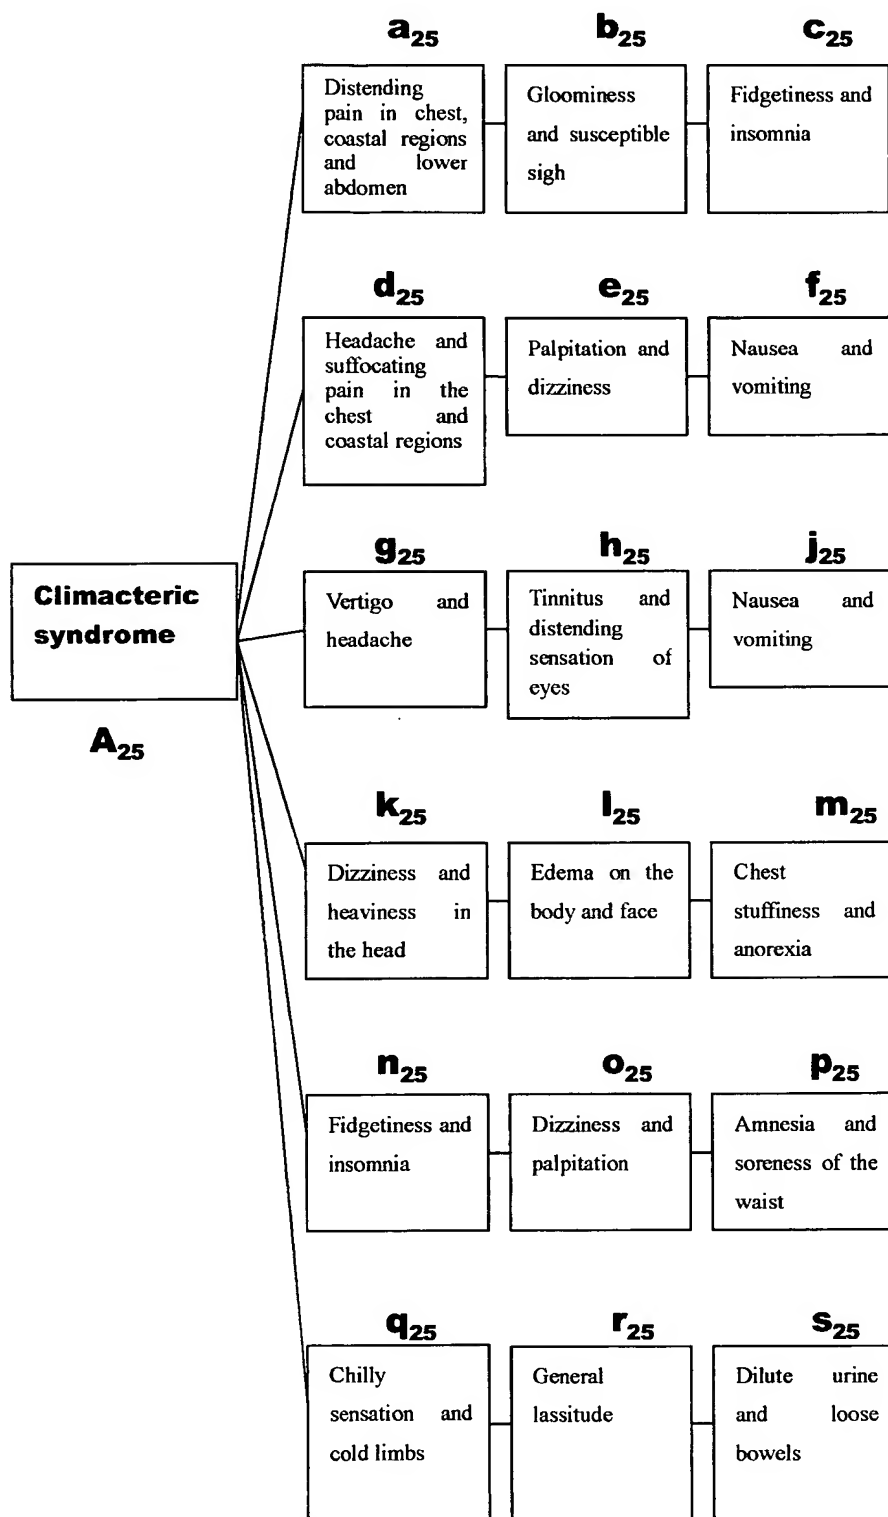 a25 b25 c25
Distending
pain in chest,
coastal regions
and lower
abdomen
Gloominess
and susceptible
sigh
Fidgetiness and
insomnia
d25 e25 f25
Headache and
suffocating
pain in the
chest and
coastal regions
Palpitation and
dizziness
Nausea and
vomiting
g25 h25 j25
Climacteric
syndrome
A25
Vertigo and
headache
Tinnitus and
distending
sensation of
eyes
Nausea and
vomiting
k25 l25 m25
Dizziness and
heaviness in
the head
Edema on the
body and face
Chest
stuffiness and
anorexia
n25 o25 p25
Fidgetiness and
insomnia
Dizziness and
palpitation
Amnesia and
soreness of the
waist
q25 r25 s25
Chilly
sensation and
cold limbs
General
lassitude
Dilute urine
and loose
bowels